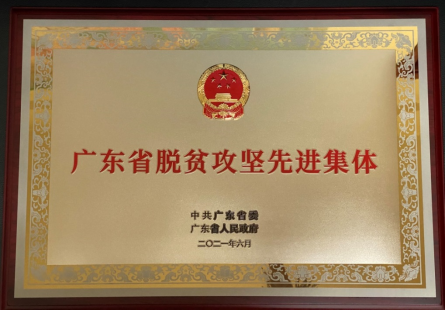 广东省脱贫攻坚先进集体
中共广东省委
广东省人民政府
二〇二一年六月